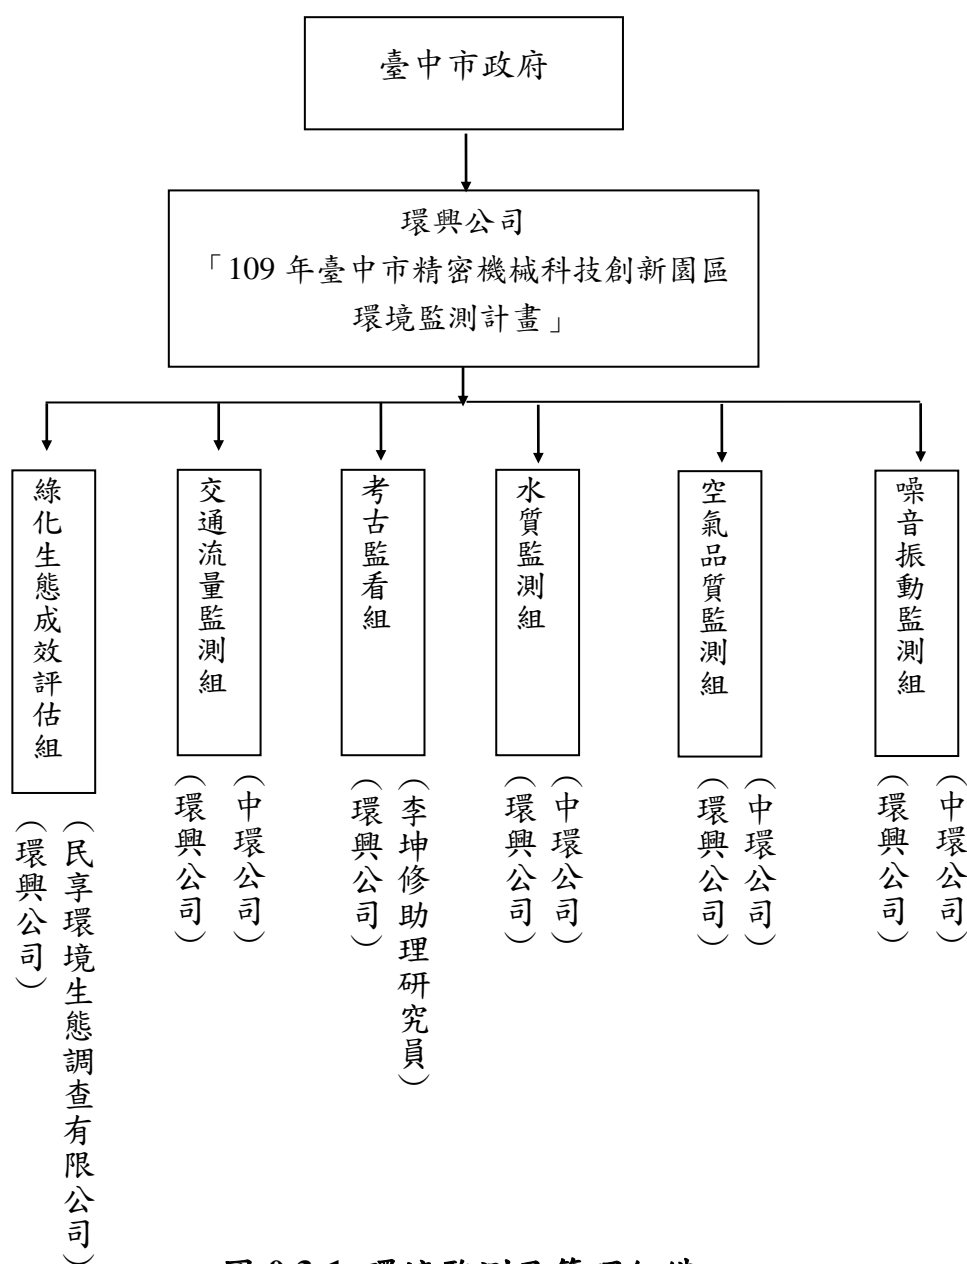 臺中市政府
環興公司
「109 年臺中市精密機械科技創新園區
環境監測計畫」
綠化生態成效評估組
交通流量監測組
考古監看組
水質監測組
空氣品質監測組
噪音振動監測組
(民享環境生態調查有限公司)
(環興公司)
(中環公司)
(環興公司)
(李坤修助理研究員)
(環興公司)
(中環公司)
(環興公司)
(中環公司)
(環興公司)
(中環公司)
(環興公司)